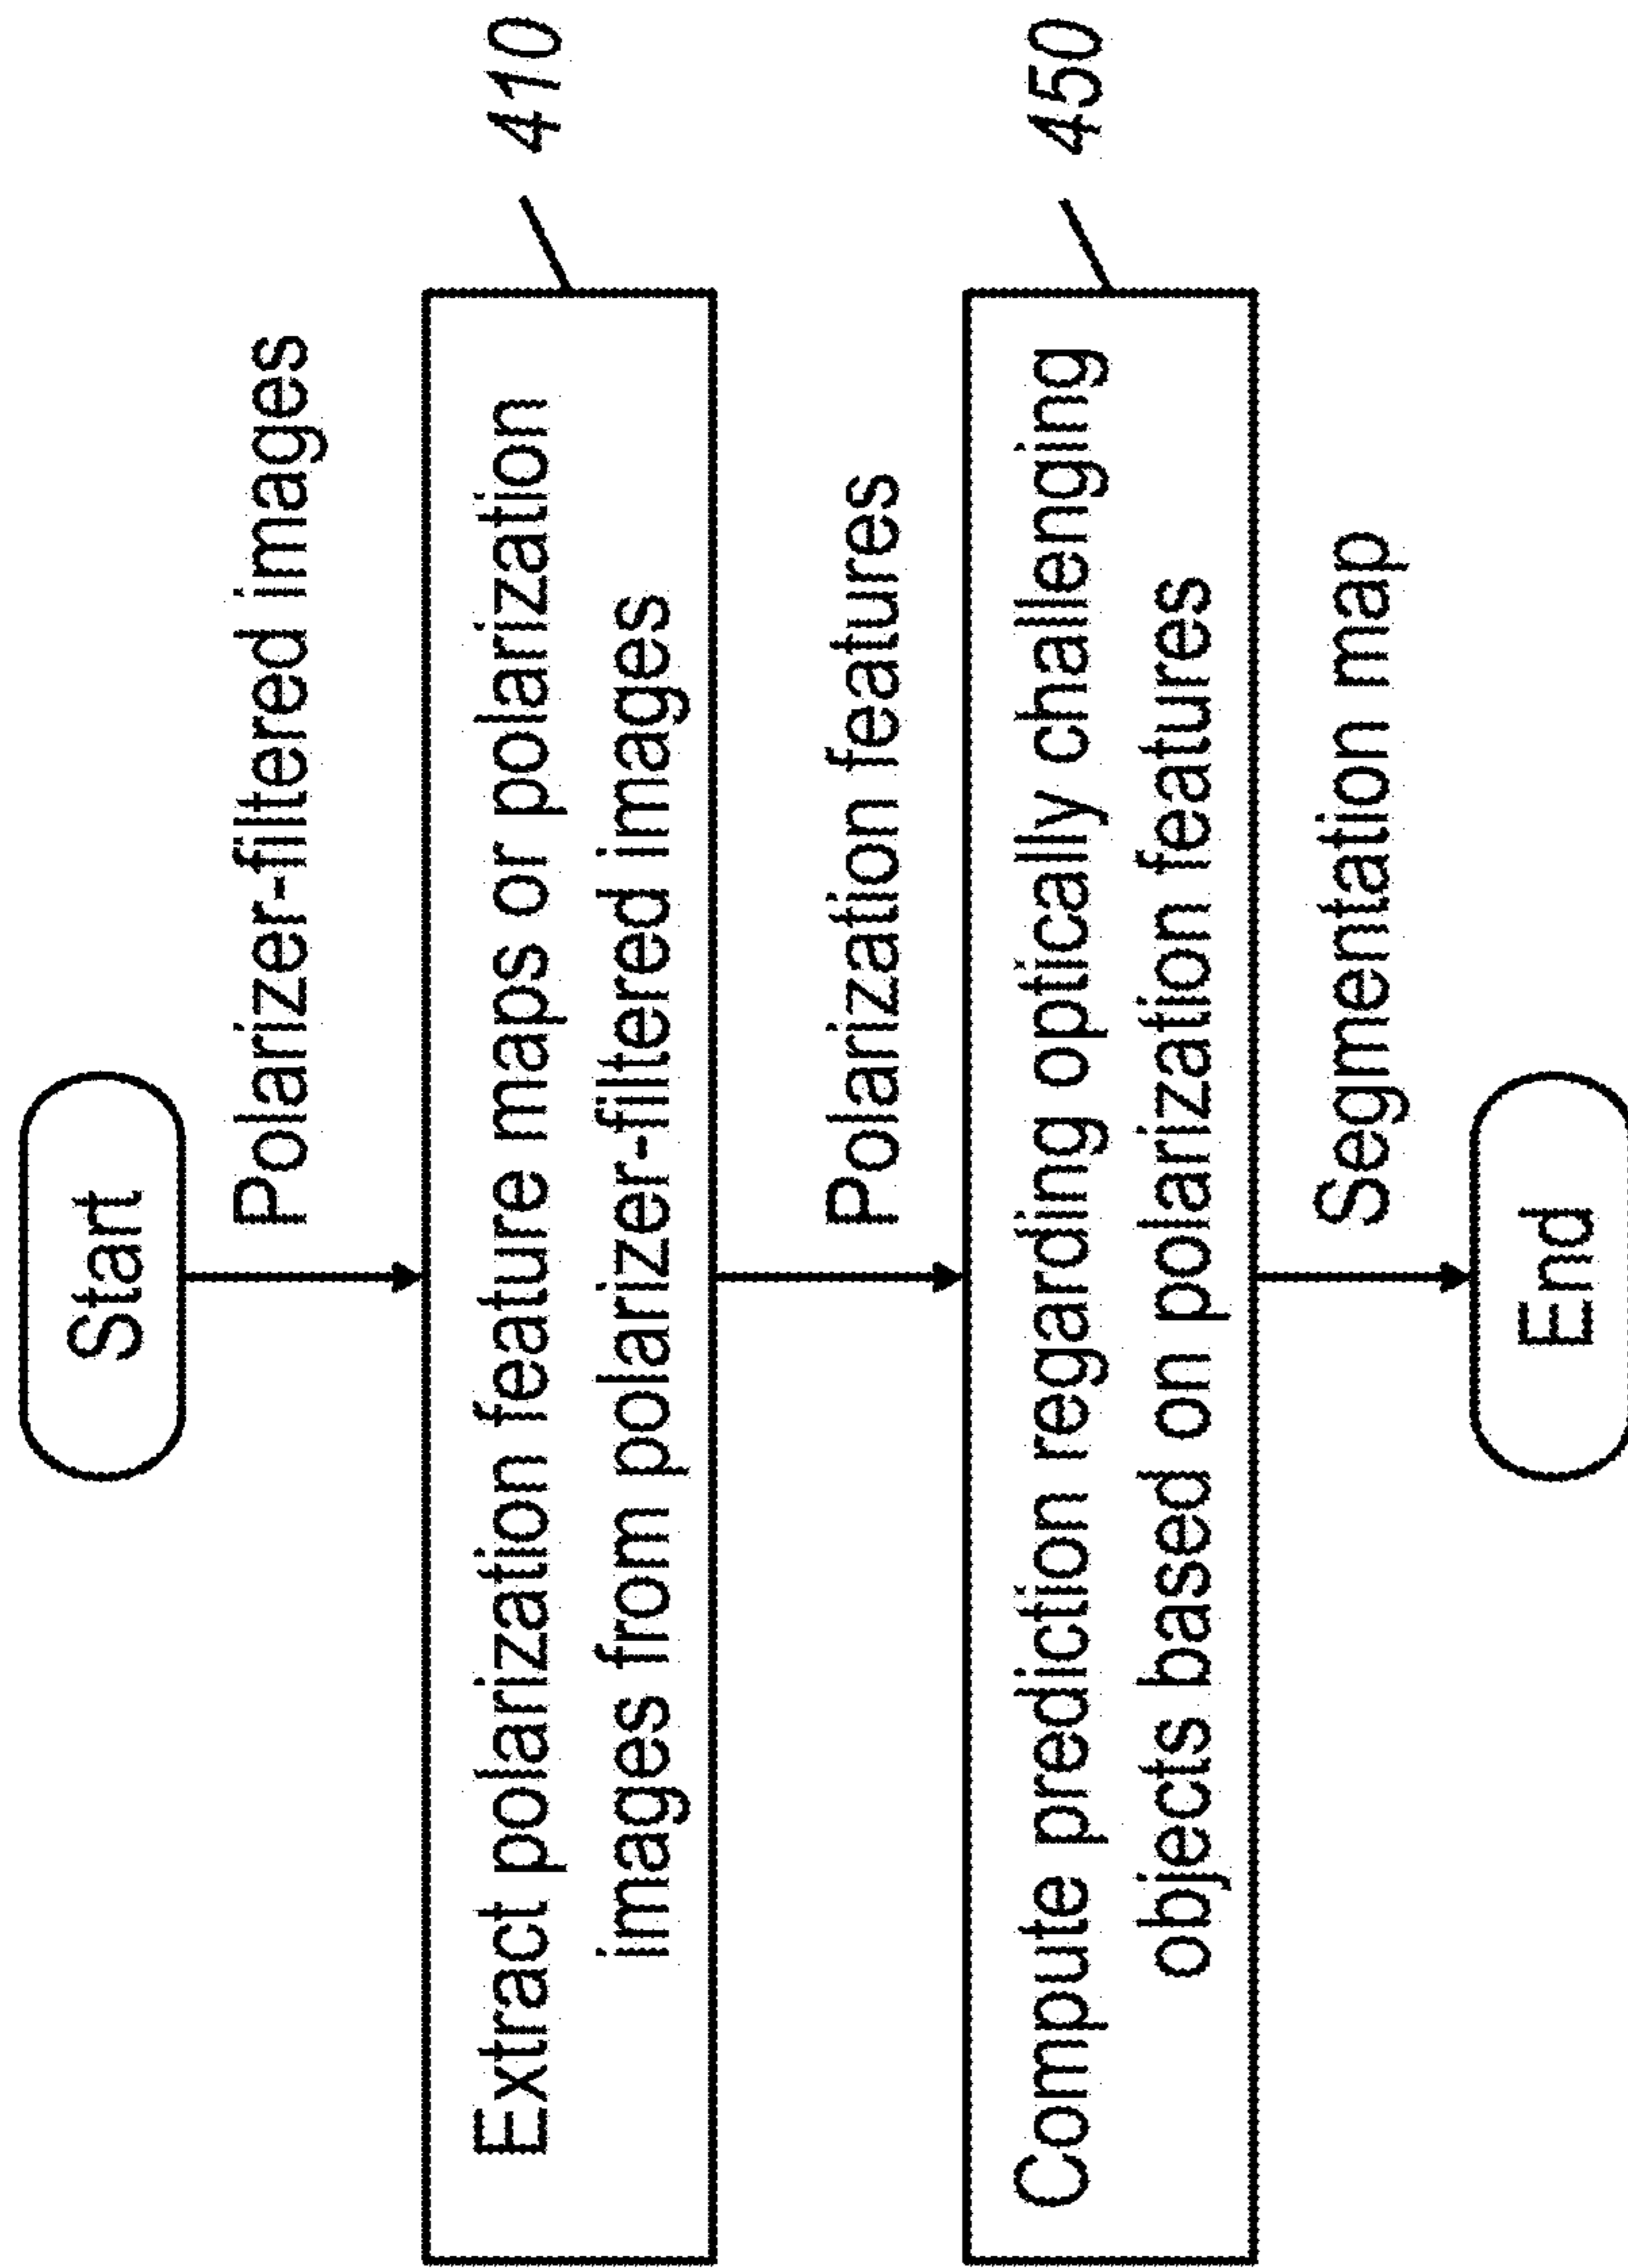 Start
Polarizer-filtered images
Extract polarization feature maps or polarization
images from polarizer-filtered images
410
Polarization features
Compute prediction regarding optically challenging
objects based on polarization features
450
Segmentation map
End